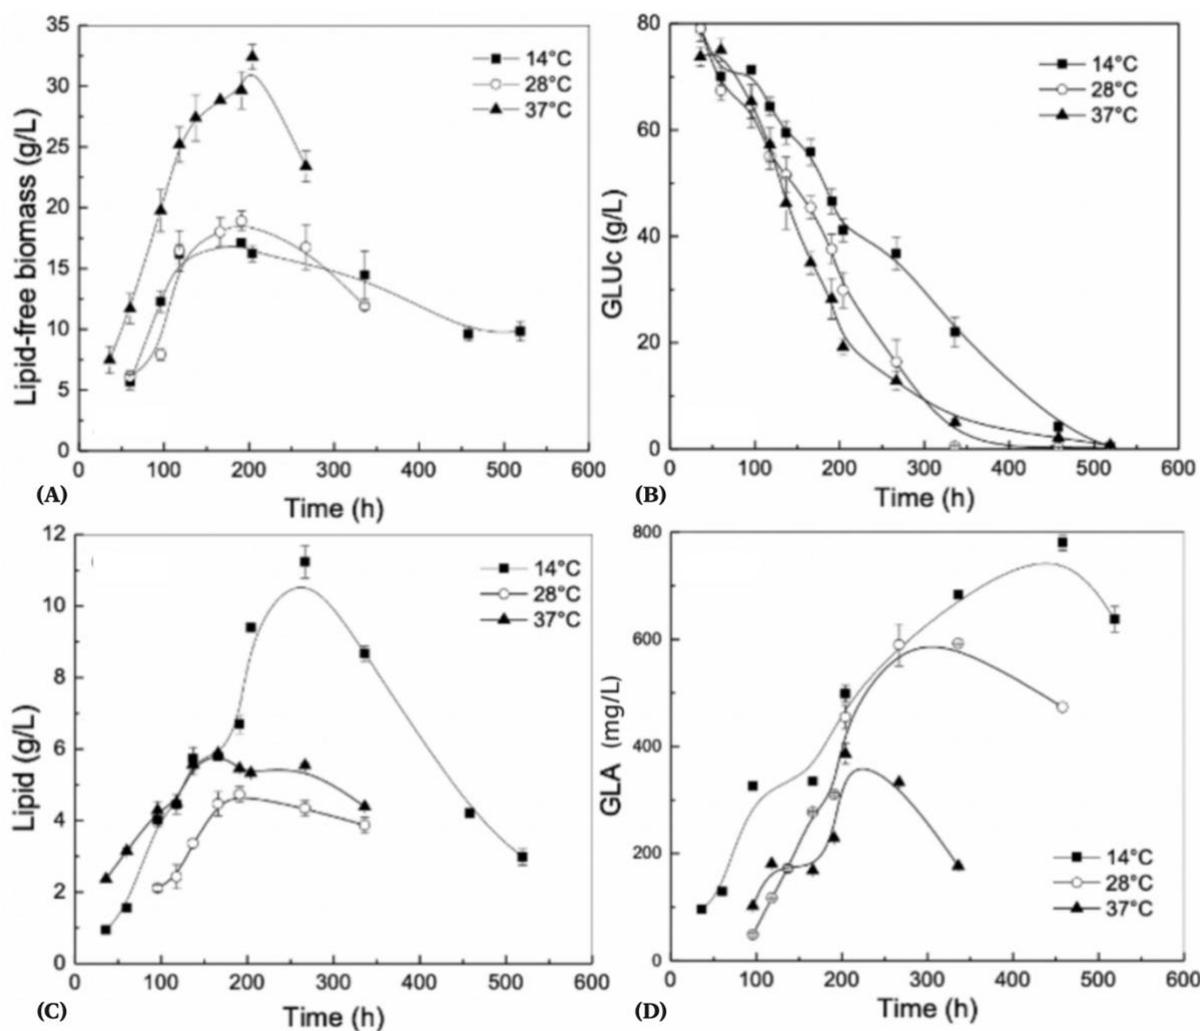 35
30
25
20
15
10
5
0
Lipid-free biomass (g/L)
14°C
28°C
37°C
0 100 200 300 400 500 600
Time (h)
(A)
80
60
40
20
0
GLUc (g/L)
14°C
28°C
37°C
0 100 200 300 400 500 600
Time (h)
(B)
12
10
8
6
4
2
0
Lipid (g/L)
14°C
28°C
37°C
0 100 200 300 400 500 600
Time (h)
(C)
800
600
400
200
0
GLA (mg/L)
14°C
28°C
37°C
0 100 200 300 400 500 600
Time (h)
(D)